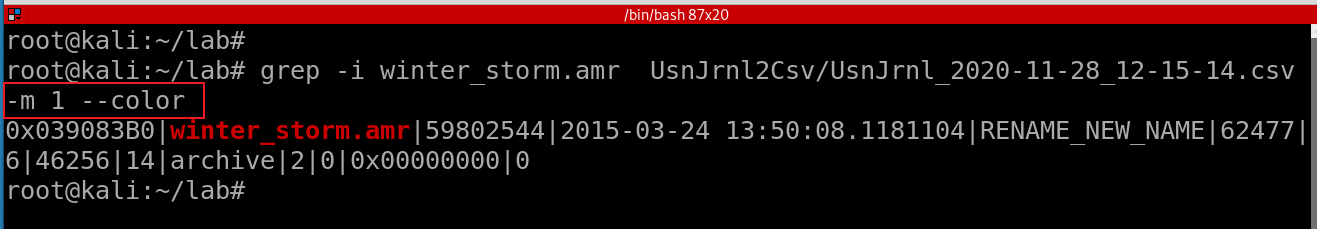 /bin/bash 87x20
root@kali:~/lab#
root@kali:~/lab# grep -i winter_storm.amr  UsnJrnl2Csv/UsnJrnl_2020-11-28_12-15-14.csv
-m 1 --color
0x039083B0|winter_storm.amr|59802544|2015-03-24 13:50:08.1181104|RENAME_NEW_NAME|62477|
6|46256|14|archive|2|0|0x00000000|0
root@kali:~/lab#